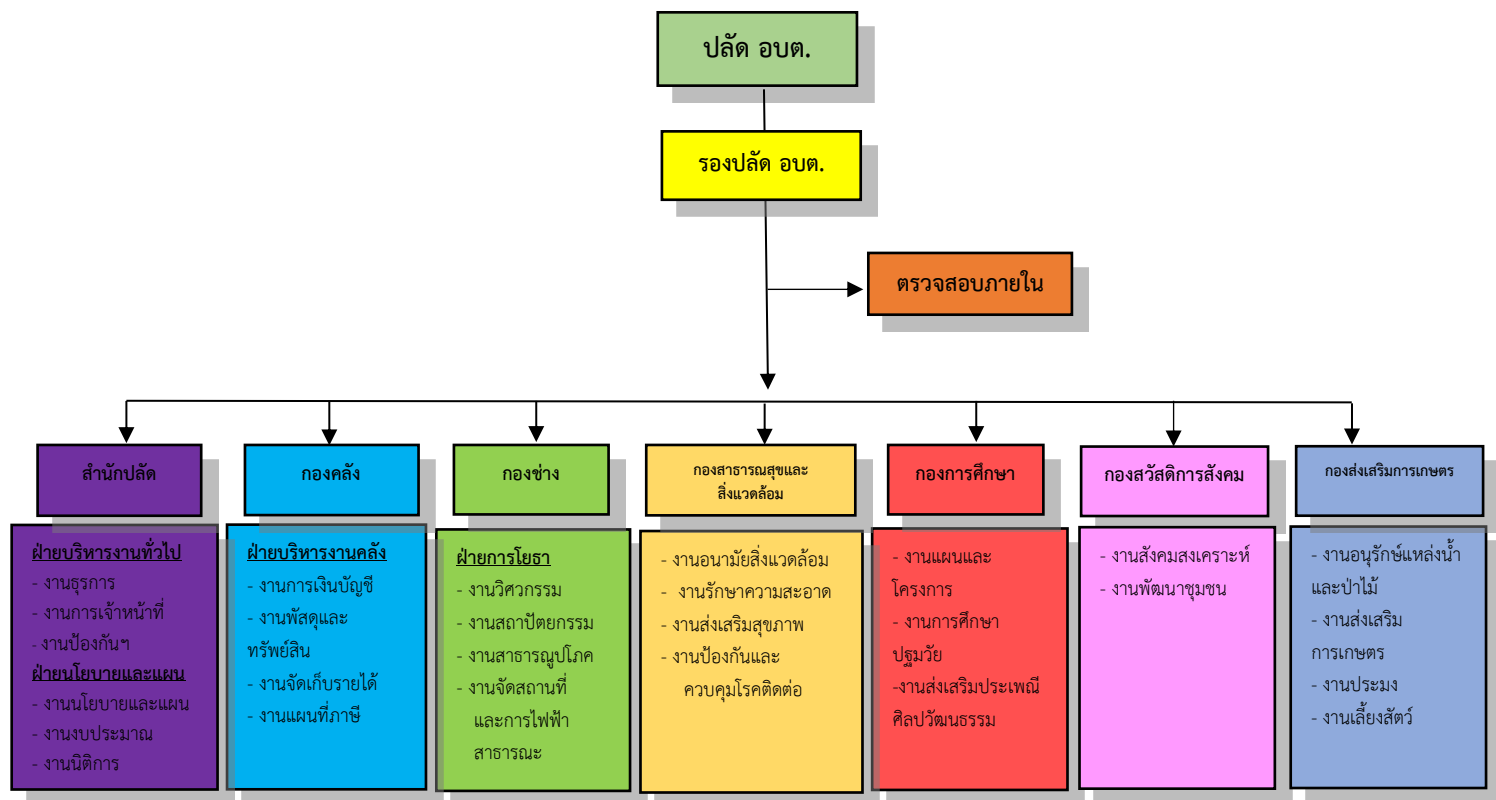 ปลัด อบต.
รองปลัด อบต.
ตรวจสอบภายใน
สำนักปลัด
ฝ่ายบริหารงานทั่วไป
- งานธุรการ
- งานการเจ้าหน้าที่
- งานป้องกันฯ
ฝ่ายนโยบายและแผน
- งานนโยบายและแผน
- งานงบประมาณ
- งานนิติการ
กองคลัง
ฝ่ายบริหารงานคลัง
- งานการเงินบัญชี
- งานพัสดุและ
ทรัพย์สิน
- งานจัดเก็บรายได้
- งานแผนที่ภาษี
กองช่าง
ฝ่ายการโยธา
- งานวิศวกรรม
- งานสถาปัตยกรรม
- งานสาธารณูปโภค
- งานจัดสถานที่
และการไฟฟ้า
สาธารณะ
กองสาธารณสุขและ
สิ่งแวดล้อม
- งานอนามัยสิ่งแวดล้อม
- งานรักษาความสะอาด
- งานส่งเสริมสุขภาพ
- งานป้องกันและ
ควบคุมโรคติดต่อ
กองการศึกษา
- งานแผนและ
โครงการ
- งานการศึกษา
ปฐมวัย
-งานส่งเสริมประเพณี
ศิลปวัฒนธรรม
กองสวัสดิการสังคม
- งานสังคมสงเคราะห์
- งานพัฒนาชุมชน
กองส่งเสริมการเกษตร
- งานอนุรักษ์แหล่งน้ำ
และป่าไม้
- งานส่งเสริม
การเกษตร
- งานประมง
- งานเลี้ยงสัตว์